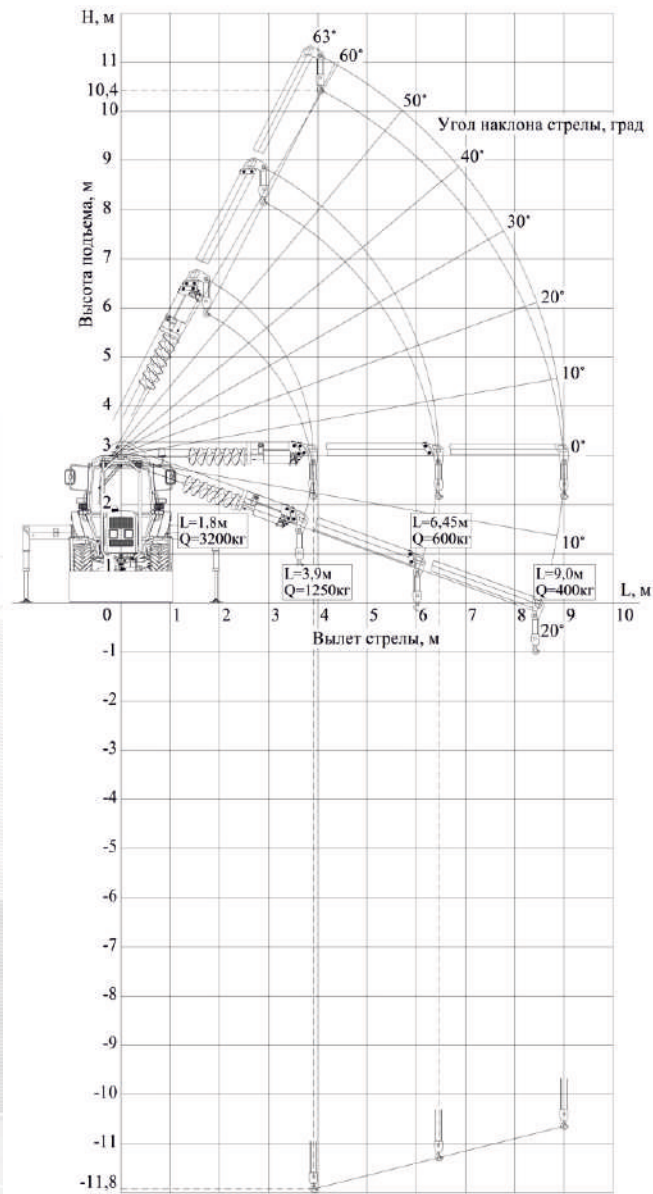 Н, м
63°
60°
11
10,4
10
50°
Угол наклона стрелы, град
40°
9
8
30°
7
20°
6
5
10°
4
3
0°
2
L=1,8м
Q=3200кг
L=6,45м
Q=600кг
10°
1
L=3,9м
Q=1250кг
L=9,0м
Q=400кг
L, м
0 1 2 3 4 5 6 7 8 9 10
20°
Вылет стрелы, м
Высота подъема, м
-1
-2
-3
-4
-5
-6
-7
-8
-9
-10
-11
-11,8